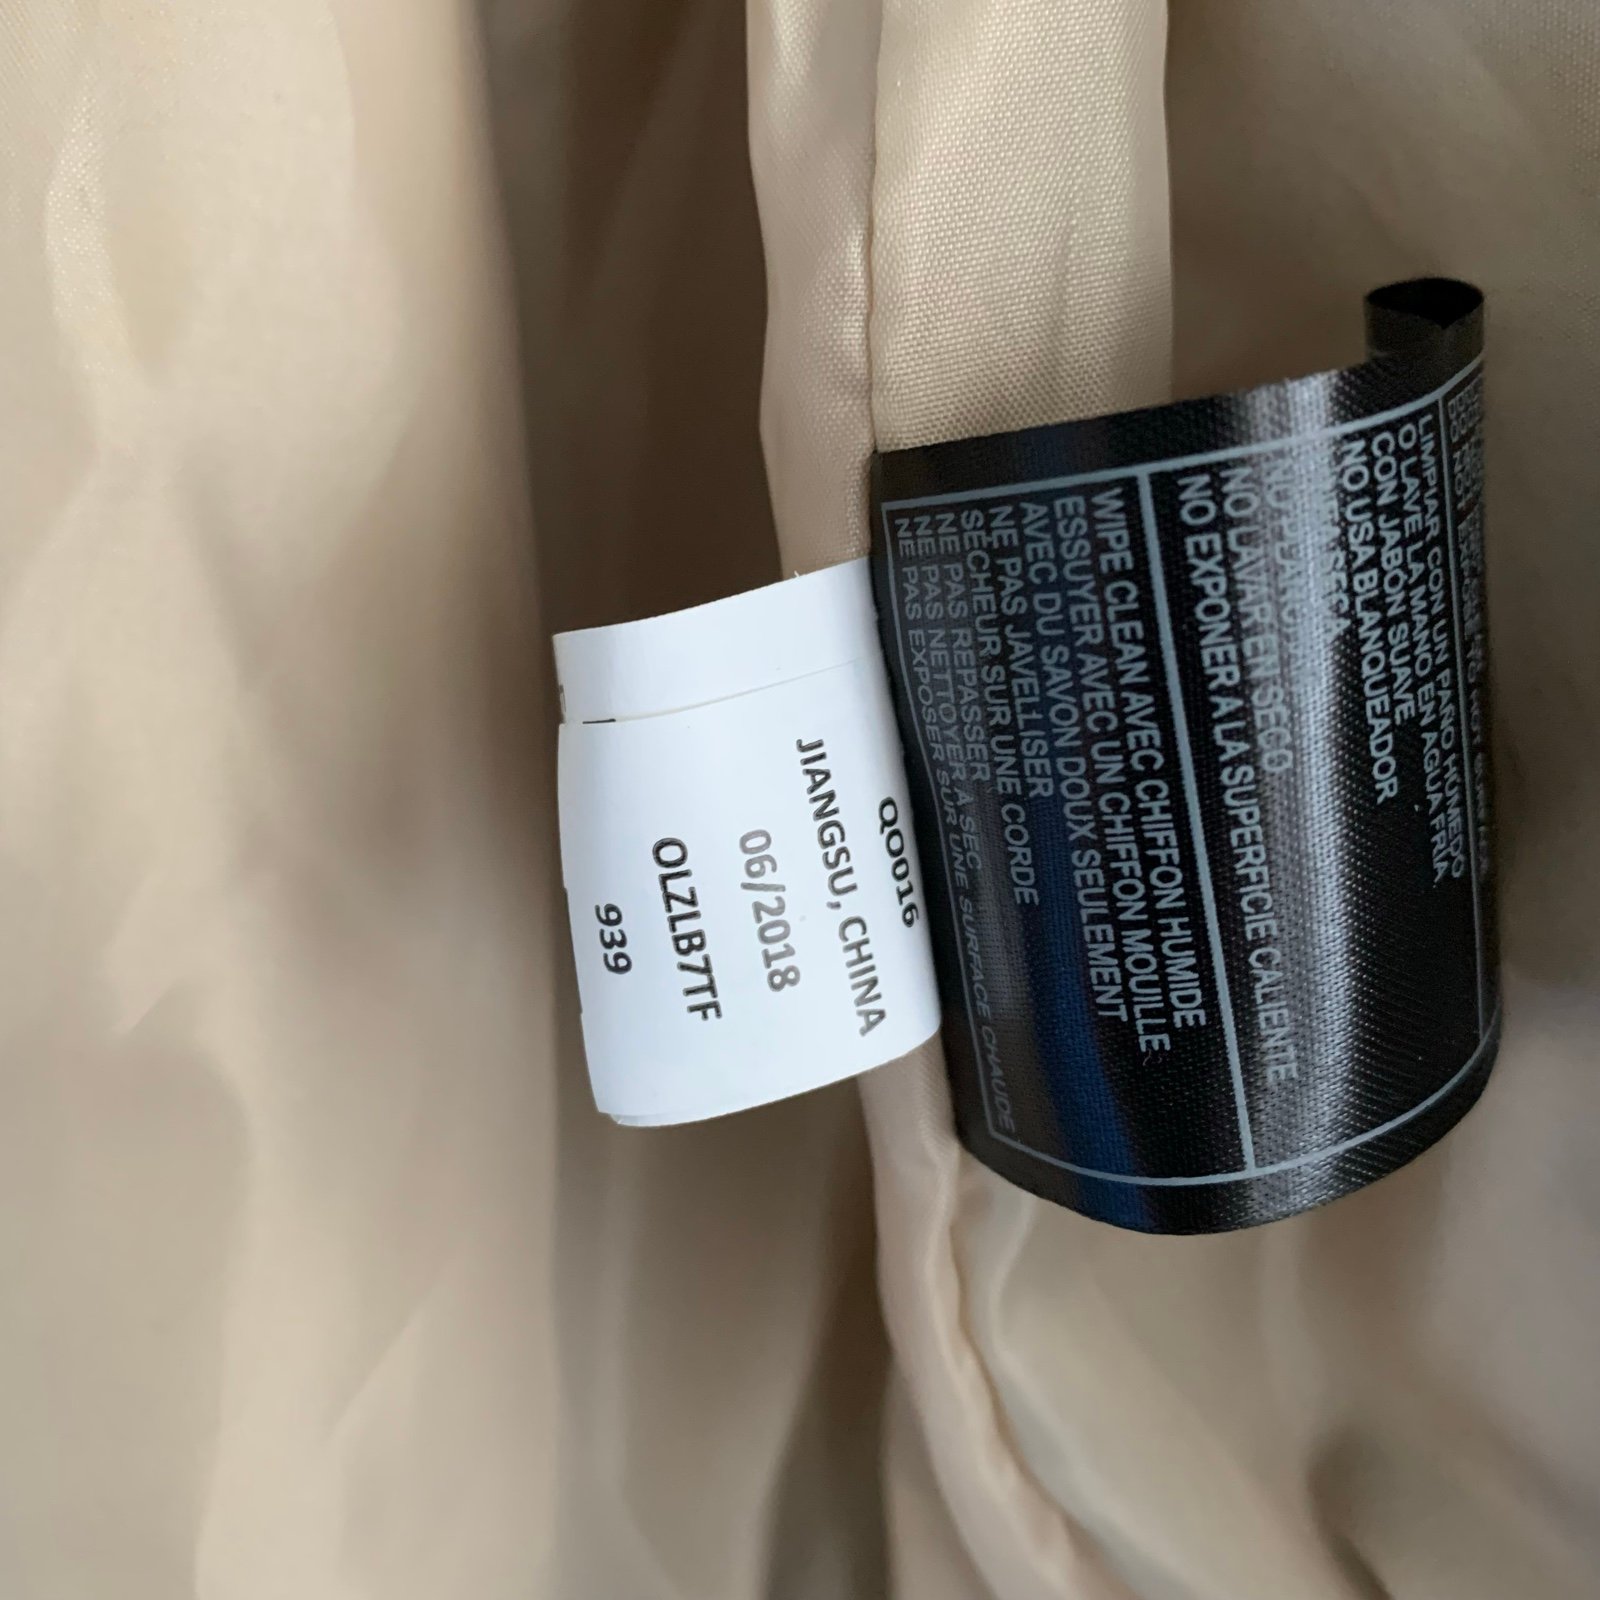 QO016
JIANGSU, CHINA
06/2018
OLZLB7TF
939
LIMPIAR CON UN PAÑO HÚMEDO
O LAVE LA MANO EN AGUA FRIA.
CON JABÓN SUAVE
NO USA BLANQUEADOR
SECA
NO LAVAR EN SECO
NO EXPONER A LA SUPERFICIE CALIENTE
WIPE CLEAN AVEC CHIFFON HUMIDE
ESSUYER AVEC UN CHIFFON MOUILLE
AVEC DU SAVON DOUX SEULEMENT
NE PAS JAVELLISER
SÉCHEUR SUR UNE CORDE
NE PAS REPASSER
NE PAS NETTOYER À SEC
NE PAS EXPOSER SUR UNE SURFACE CHAUDE